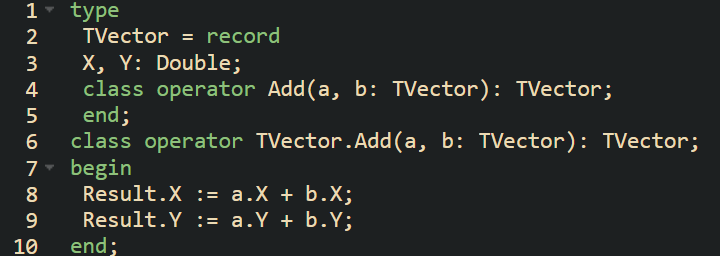 1 type
2 TVector = record
3 X, Y: Double;
4 class operator Add(a, b: TVector): TVector;
5 end;
6 class operator TVector.Add(a, b: TVector): TVector;
7 begin
8 Result.X := a.X + b.X;
9 Result.Y := a.Y + b.Y;
10 end;